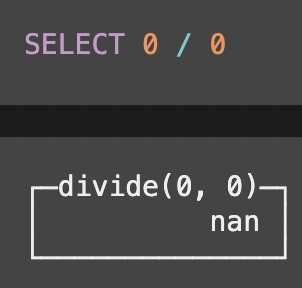 SELECT 0 / 0
divide(0, 0)
nan